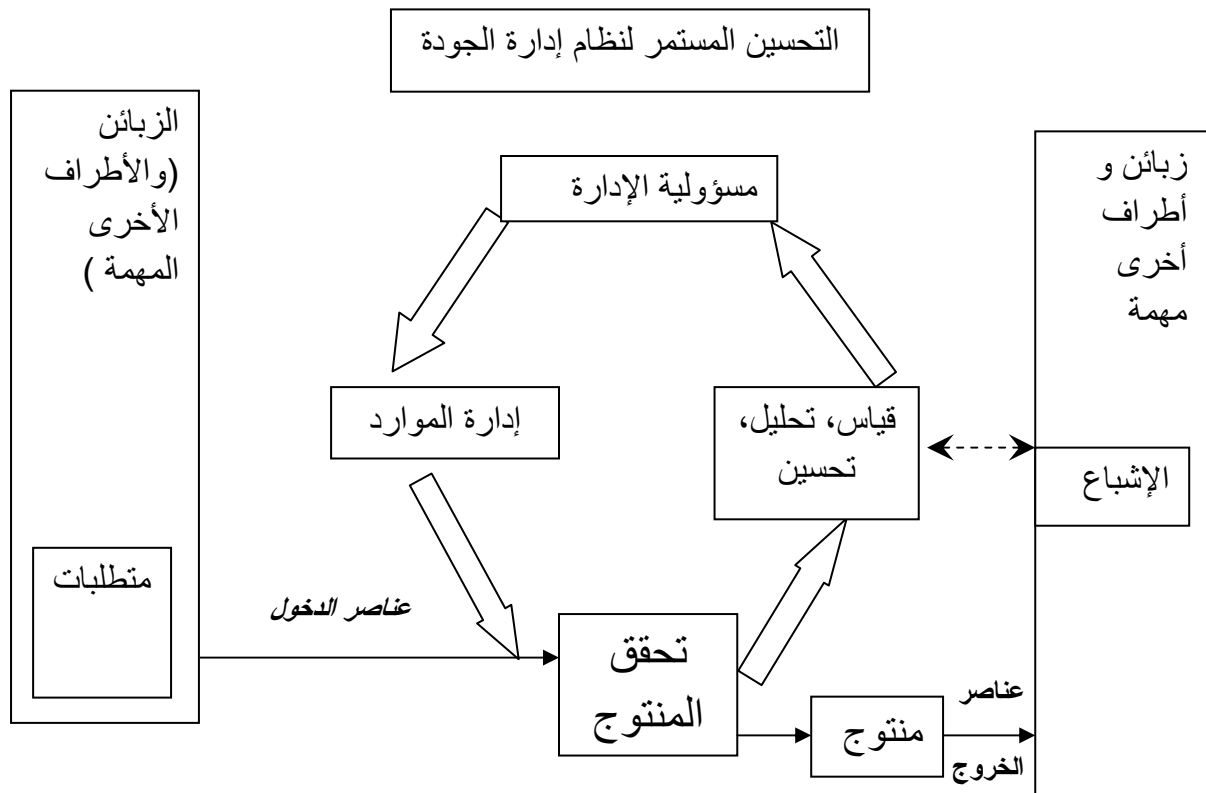 التحسين المستمر لنظام إدارة الجودة
الزبائن
(والأطراف
الأخرى
المهمة )
زبائن و
أطراف
أخرى
مهمة
مسؤولية الإدارة
إدارة الموارد
قياس، تحليل،
تحسين
الإشباع
متطلبات
عناصر الدخول
تحقق
المنتوج
منتوج
عناصر
الخروج